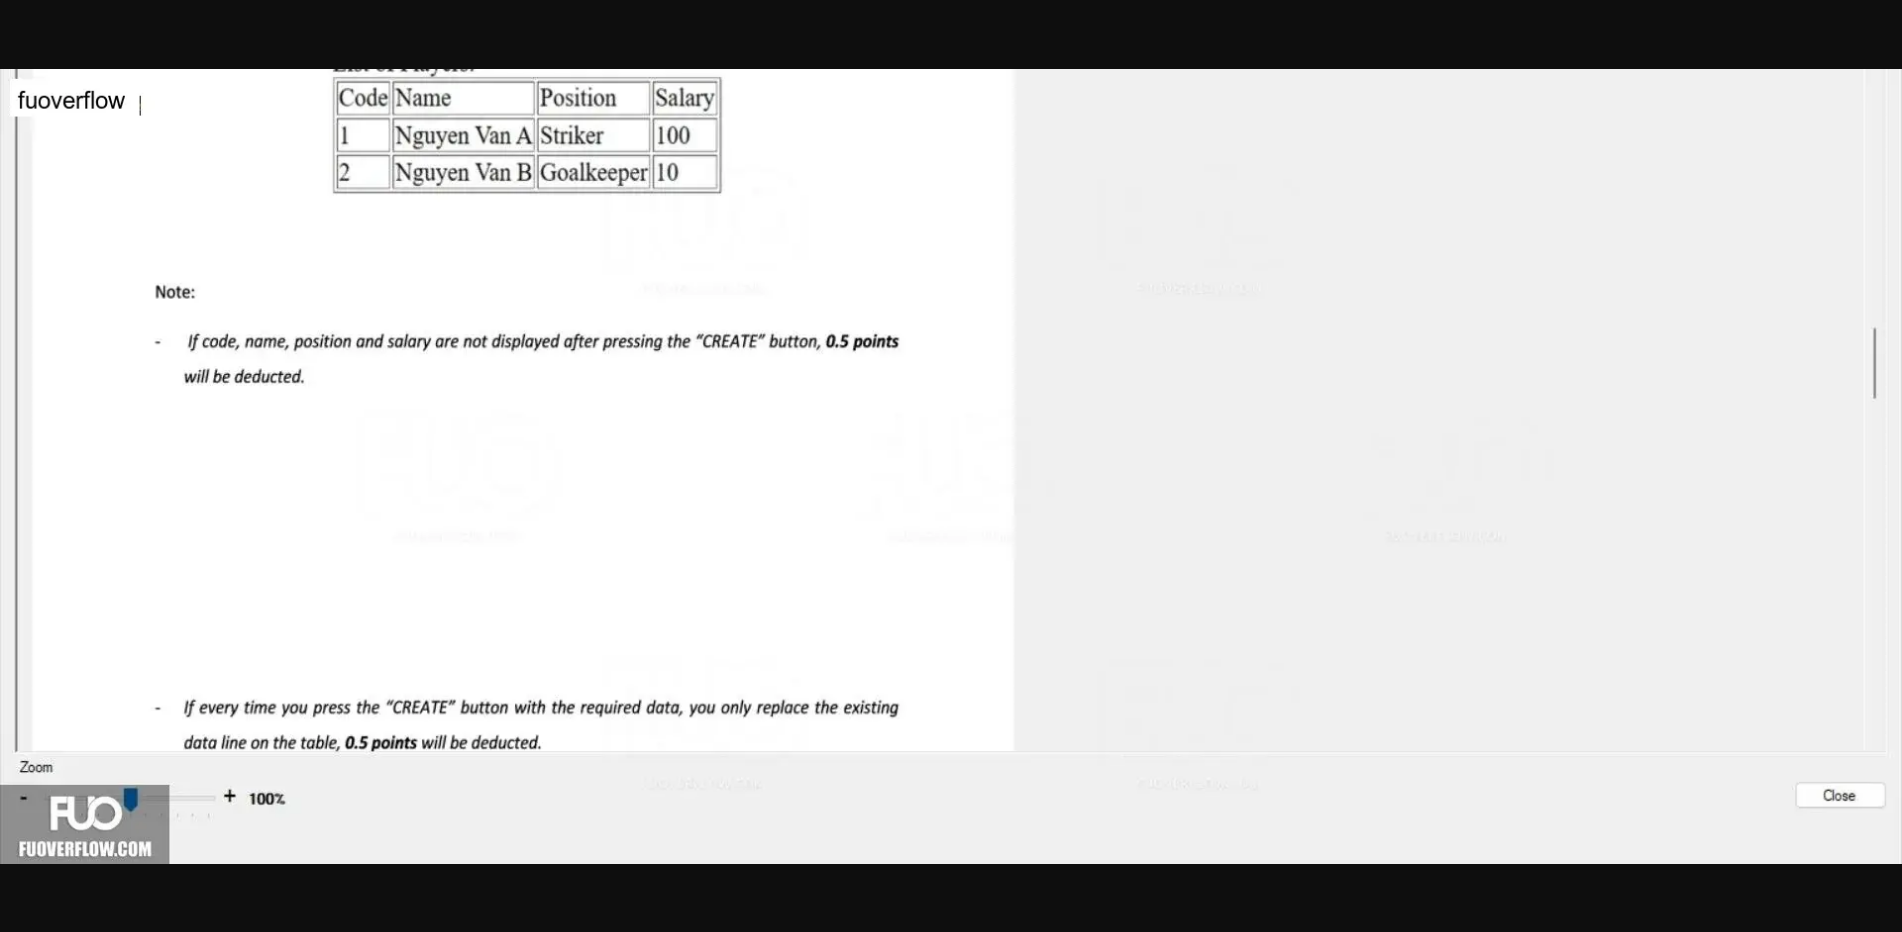 List of Players:
fuoverflow
Code Name Position Salary
1 Nguyen Van A Striker 100
2 Nguyen Van B Goalkeeper 10
Note:
- If code, name, position and salary are not displayed after pressing the “CREATE” button, 0.5 points
will be deducted.
- If every time you press the “CREATE” button with the required data, you only replace the existing
data line on the table, 0.5 points will be deducted.
Zoom
- + 100%
Close
FUO
FUOVERFLOW.COM